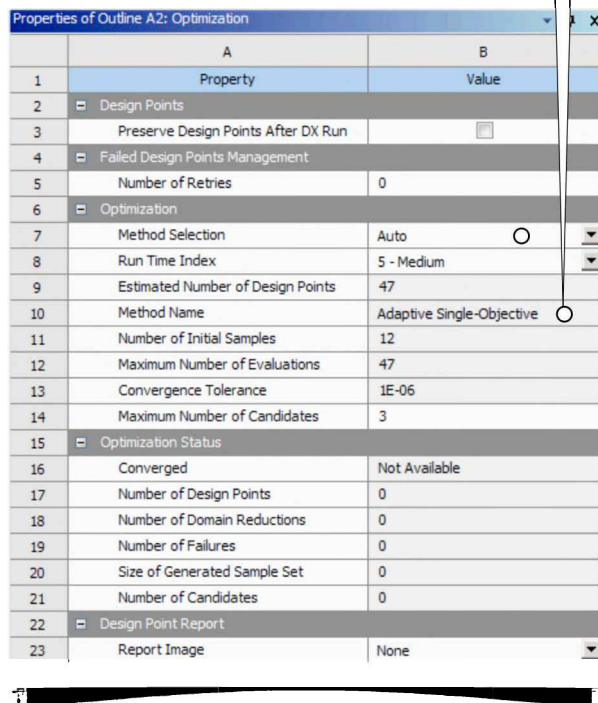 Properties of Outline A2: Optimization
A B
1 Property Value
2 Design Points
3 Preserve Design Points After DX Run
4 Failed Design Points Management
5 Number of Retries 0
6 Optimization
7 Method Selection Auto
8 Run Time Index 5 - Medium
9 Estimated Number of Design Points 47
10 Method Name Adaptive Single-Objective
11 Number of Initial Samples 12
12 Maximum Number of Evaluations 47
13 Convergence Tolerance 1E-06
14 Maximum Number of Candidates 3
15 Optimization Status
16 Converged Not Available
17 Number of Design Points 0
18 Number of Domain Reductions 0
19 Number of Failures 0
20 Size of Generated Sample Set 0
21 Number of Candidates 0
22 Design Point Report
23 Report Image None